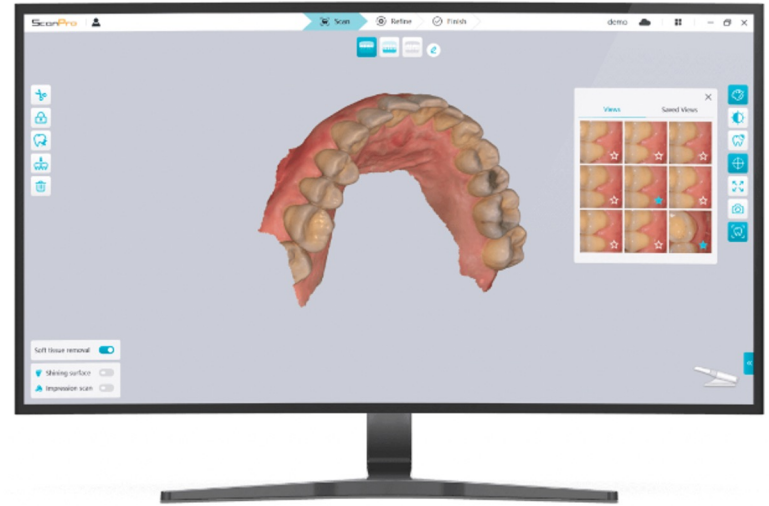 ScanPro
Scan
Refine
Finish
demo
Views
Saved Views
Soft tissue removal
Shining surface
Impression scan